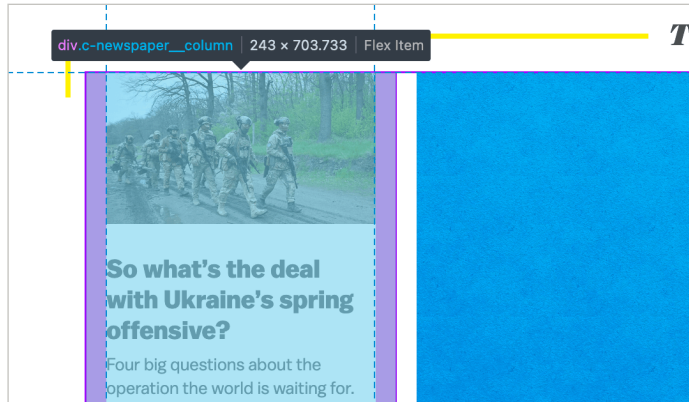 T
div.c-newspaper__column 243 × 703.733 Flex Item
So what’s the deal
with Ukraine’s spring
offensive?
Four big questions about the
operation the world is waiting for.